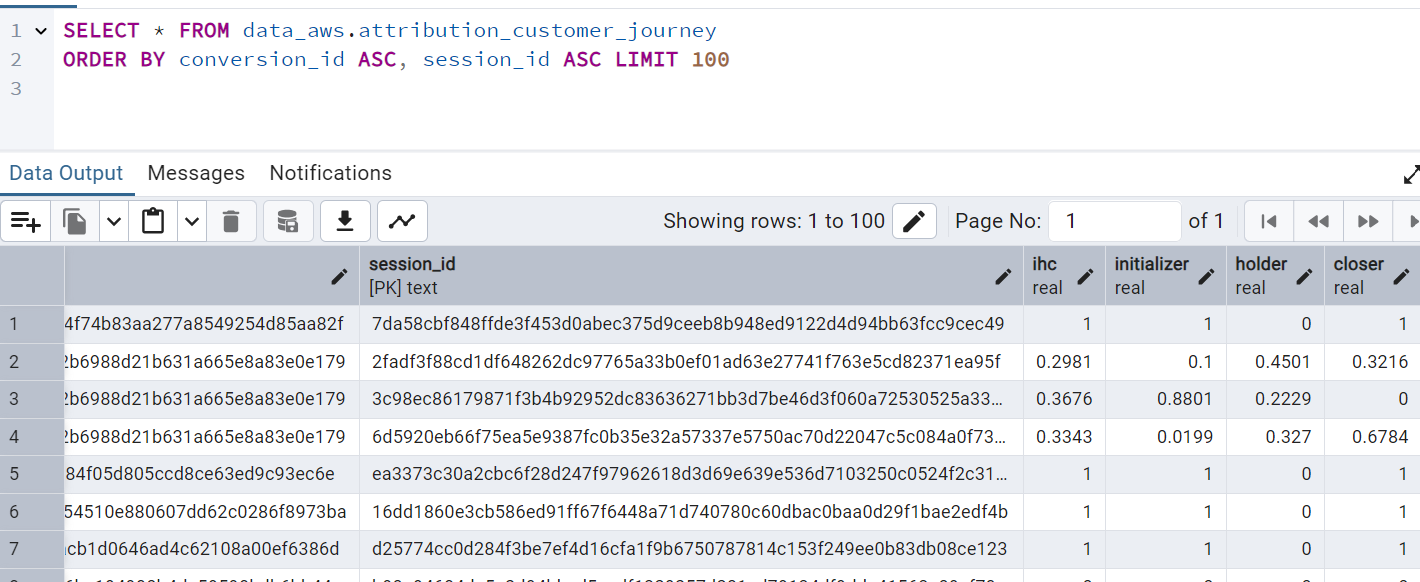 1 SELECT * FROM data_aws.attribution_customer_journey
2 ORDER BY conversion_id ASC, session_id ASC LIMIT 100
3
Data Output Messages Notifications
Showing rows: 1 to 100 Page No: 1 of 1
session_id ihc initializer holder closer
[PK] text real real real real
1 4f74b83aa277a8549254d85aa82f 7da58cbf848ffde3f453d0abec375d9ceeb8b948ed9122d4d94bb63fcc9cec49 1 1 0 1
2 2b6988d21b631a665e8a83e0e179 2fadf3f88cd1df648262dc97765a33b0ef01ad63e27741f763e5cd82371ea95f 0.2981 0.1 0.4501 0.3216
3 2b6988d21b631a665e8a83e0e179 3c98ec86179871f3b4b92952dc83636271bb3d7be46d3f060a72530525a33... 0.3676 0.8801 0.2229 0
4 2b6988d21b631a665e8a83e0e179 6d5920eb66f75ea5e9387fc0b35e32a57337e5750ac70d22047c5c084a0f73... 0.3343 0.0199 0.327 0.6784
5 84f05d805ccd8ce63ed9c93ec6e ea3373c30a2cbc6f28d247f97962618d3d69e639e536d7103250c0524f2c31... 1 1 0 1
6 54510e880607dd62c0286f8973ba 16dd1860e3cb586ed91ff67f6448a71d740780c60dbac0baa0d29f1bae2edf4b 1 1 0 1
7 cb1d0646ad4c62108a00ef6386d d25774cc0d284f3be7ef4d16cfa1f9b6750787814c153f249ee0b83db08ce123 1 1 0 1